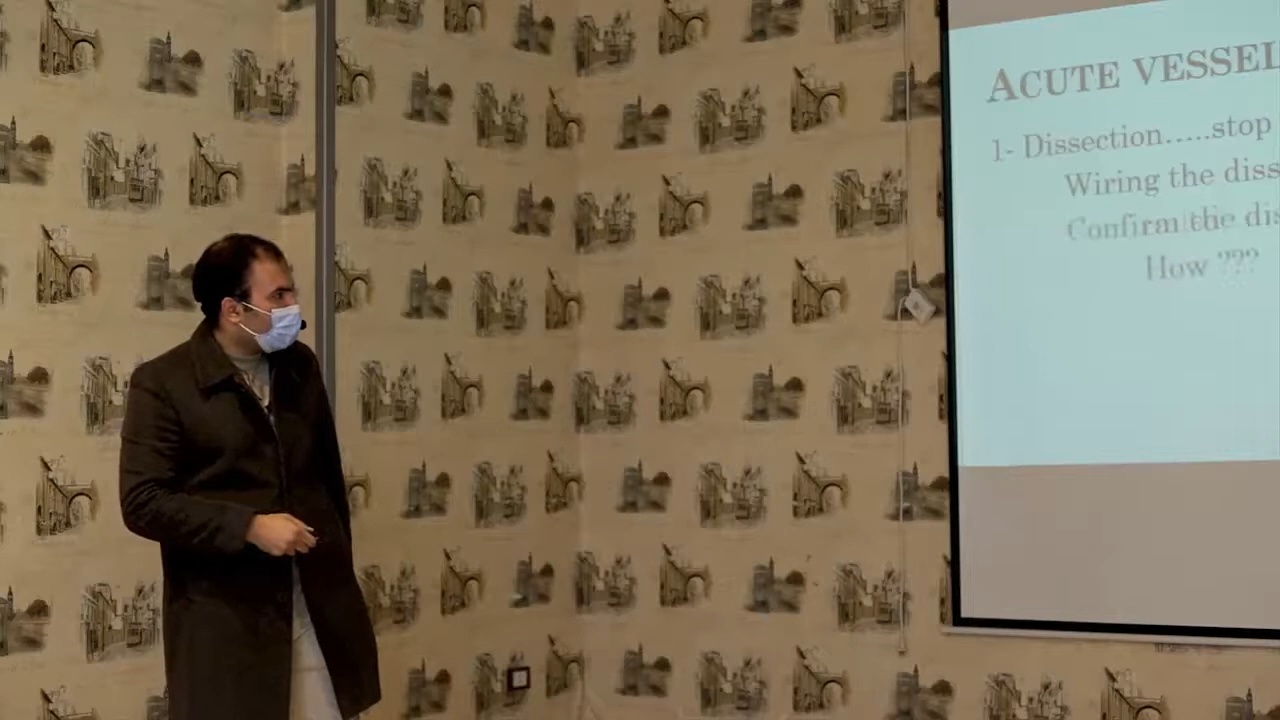 ACUTE VESSEL
1- Dissection.....stop
Wiring the diss
Confirm the dis
How ???